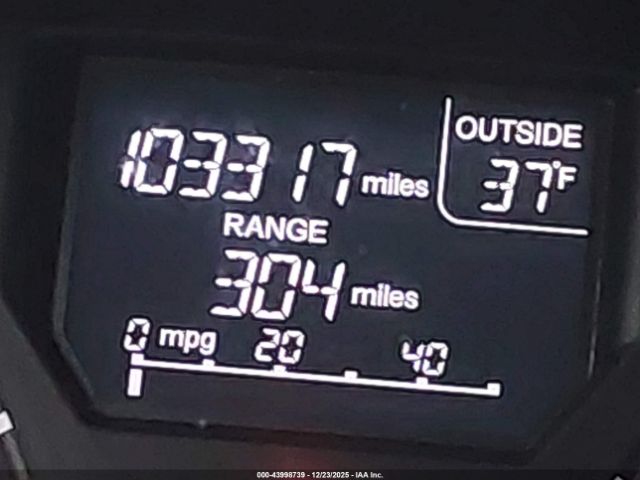 OUTSIDE
103317 miles 37°F
RANGE
304 miles
0 mpg 20 40
000-43998739 - 12/23/2025 - IAA Inc.